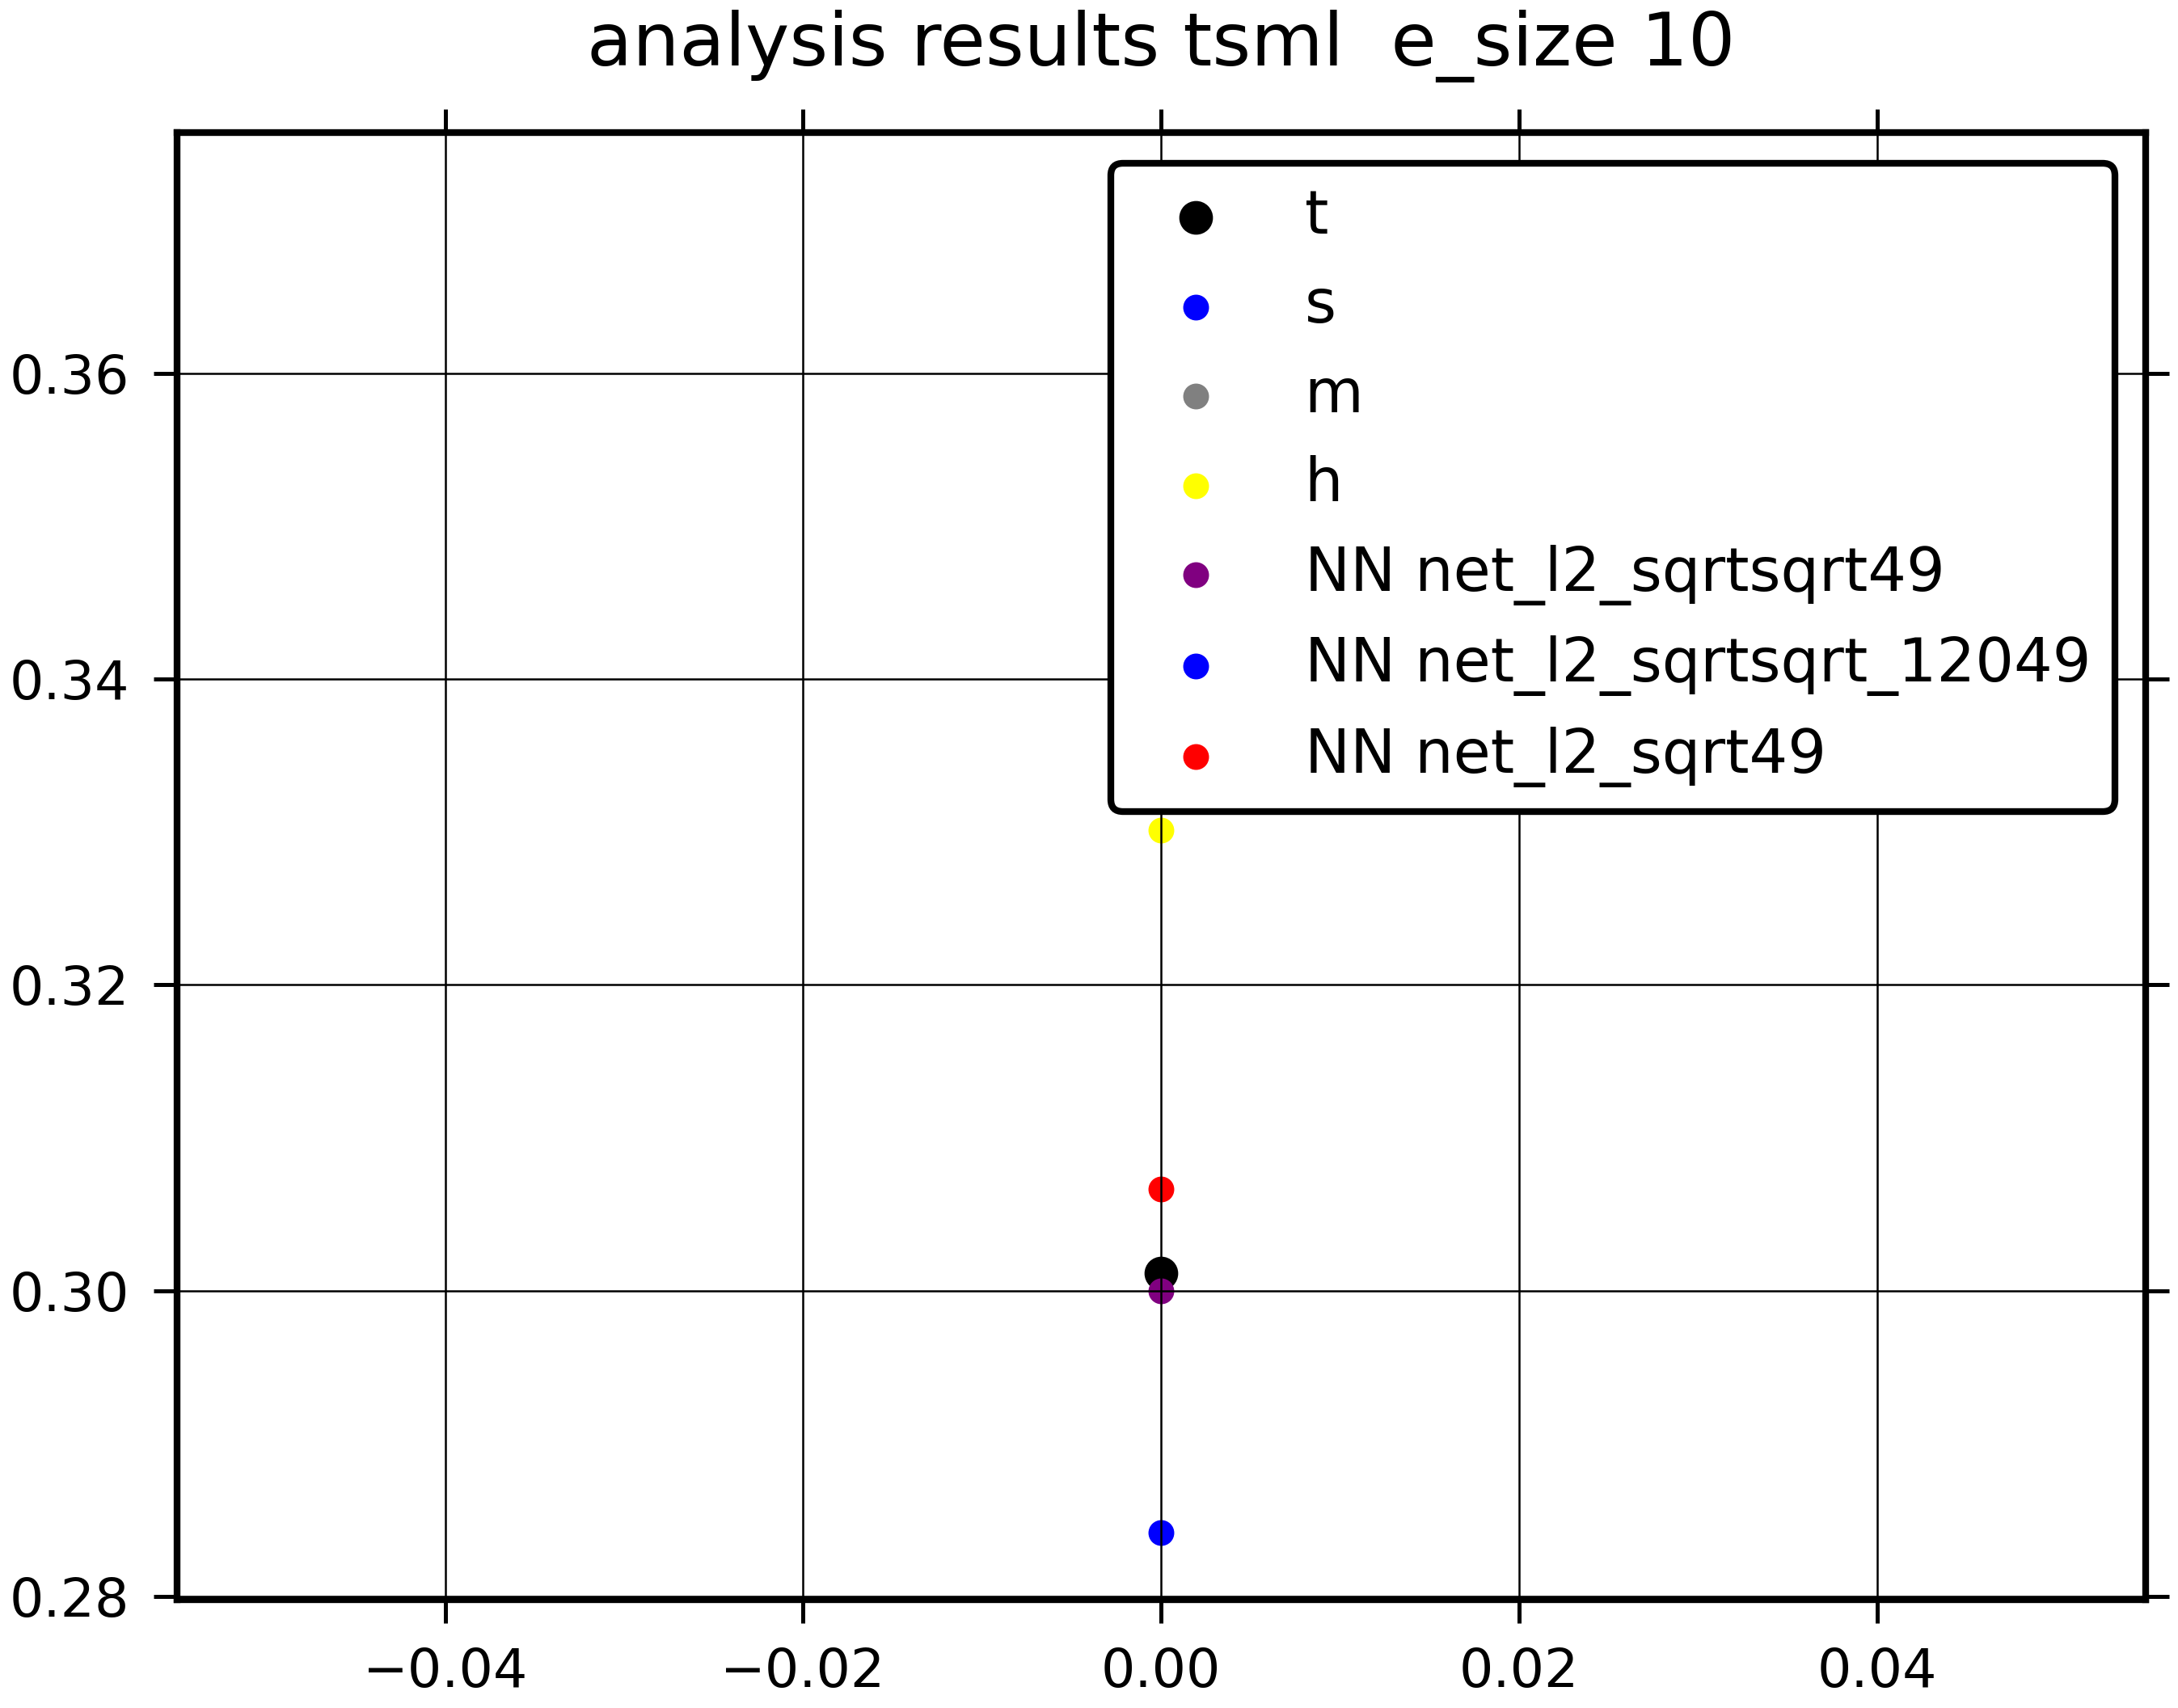 analysis results tsml  e_size 10
t
s
m
h
NN net_l2_sqrtsqrt49
NN net_l2_sqrtsqrt_12049
NN net_l2_sqrt49
0.36
0.34
0.32
0.30
0.28
−0.04
−0.02
0.00
0.02
0.04